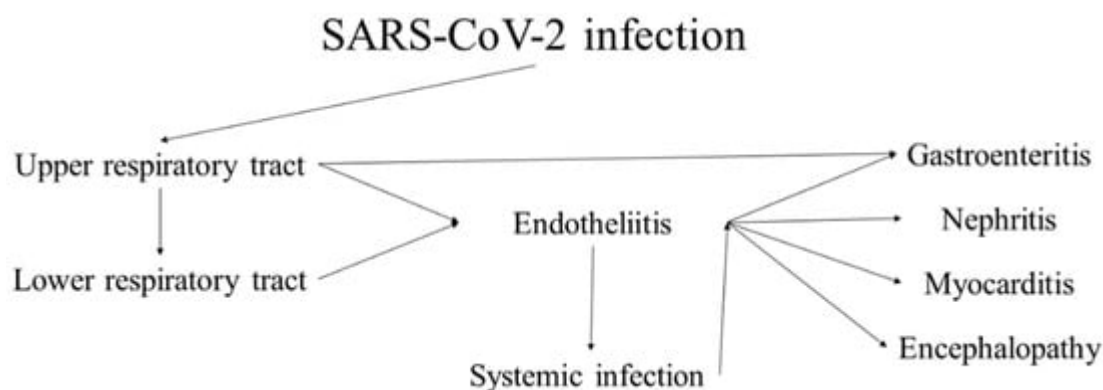 SARS-CoV-2 infection
Upper respiratory tract
Gastroenteritis
Endotheliitis
Nephritis
Lower respiratory tract
Myocarditis
Encephalopathy
Systemic infection